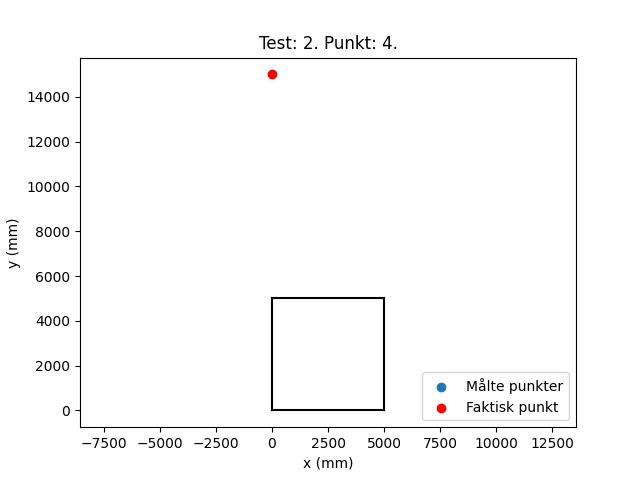 Test: 2. Punkt: 4.
14000
12000
10000
8000
6000
4000
2000
0
y (mm)
Målte punkter
Faktisk punkt
−7500 −5000 −2500 0 2500 5000 7500 10000 12500
x (mm)